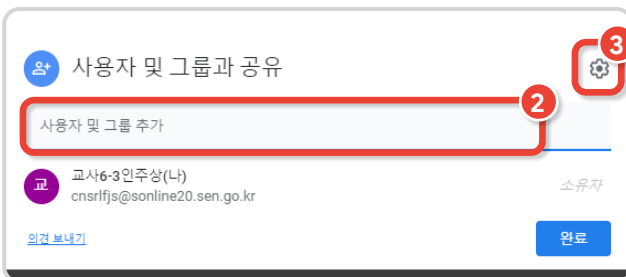 사용자 및 그룹과 공유
3
2
사용자 및 그룹 추가
교
교사6-3인주상(나)
cnsrlfjs@sonline20.sen.go.kr
소유자
의견 보내기
완료